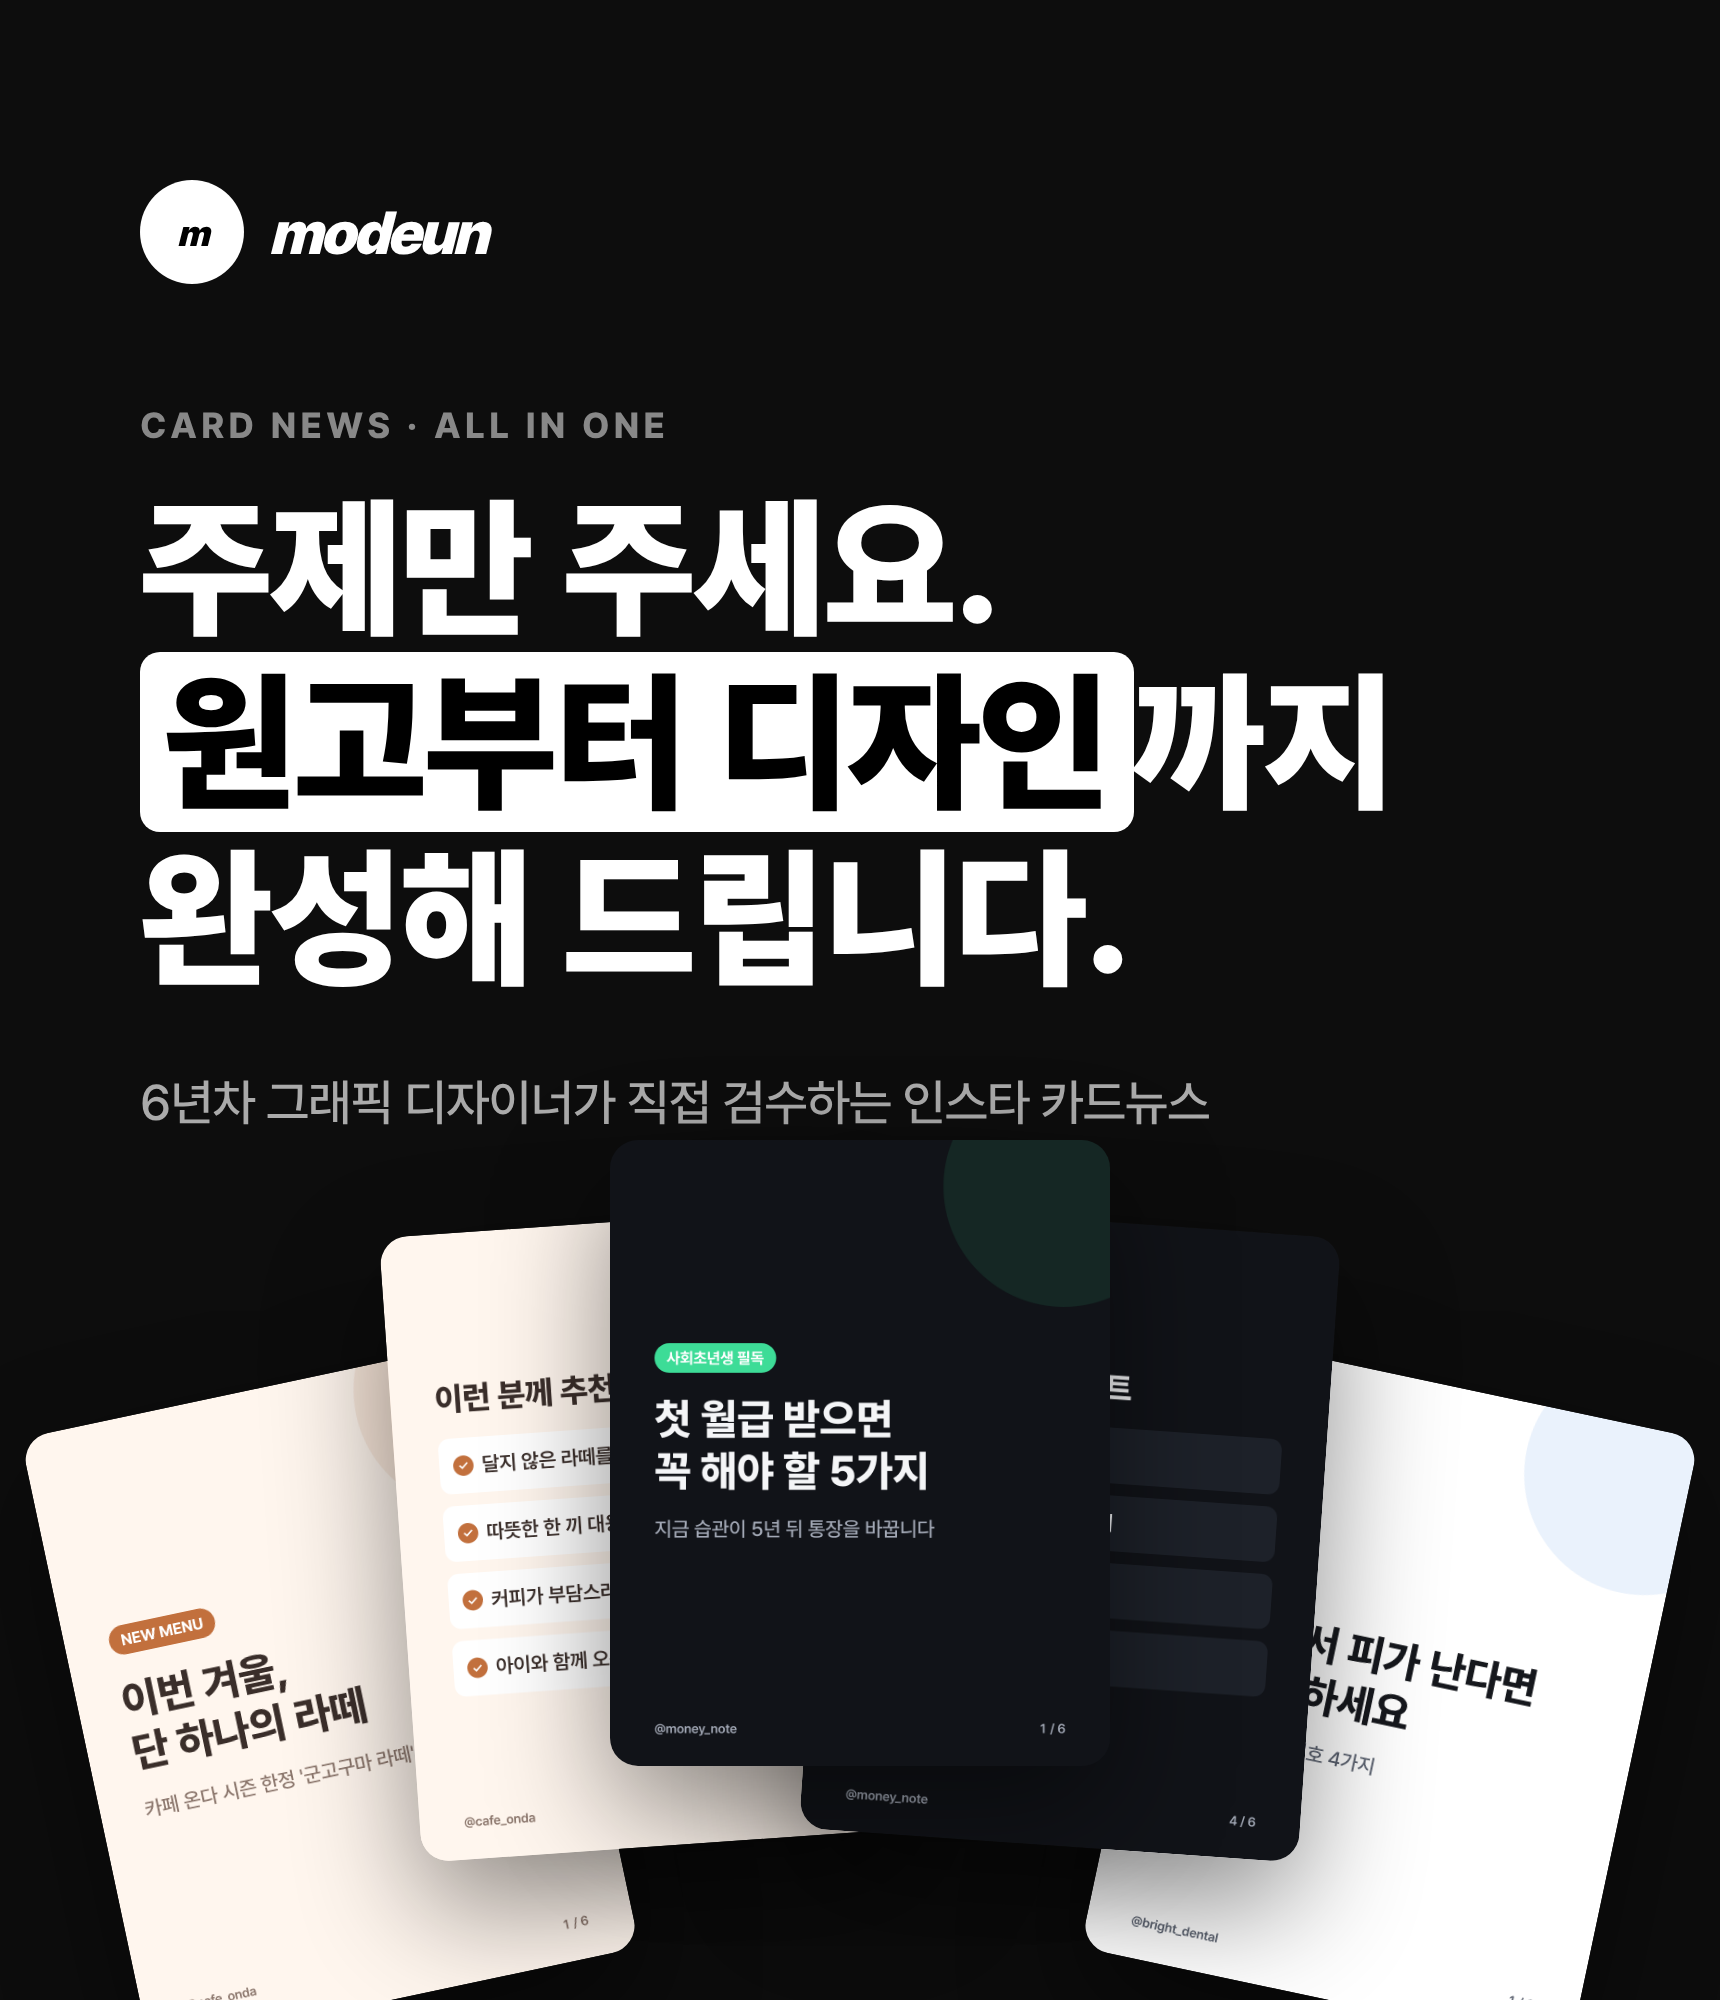 m
modeun
CARD NEWS · ALL IN ONE
주제만 주세요.
원고부터 디자인까지
완성해 드립니다.
6년차 그래픽 디자이너가 직접 검수하는 인스타 카드뉴스
NEW MENU
이번 겨울,
단 하나의 라떼
카페 온다 시즌 한정 '군고구마 라떼'
1 / 6
이런 분께 추천
달지 않은 라떼를
따뜻한 한 끼
커피가
아이와 함께
@cafe_onda
사회초년생 필독
첫 월급 받으면
꼭 해야 할 5가지
지금 습관이 5년 뒤 통장을 바꿉니다
@money_note
1 / 6
트
@money_note
4 / 6
서 피가 난다면
하세요
호 4가지
@bright_dental